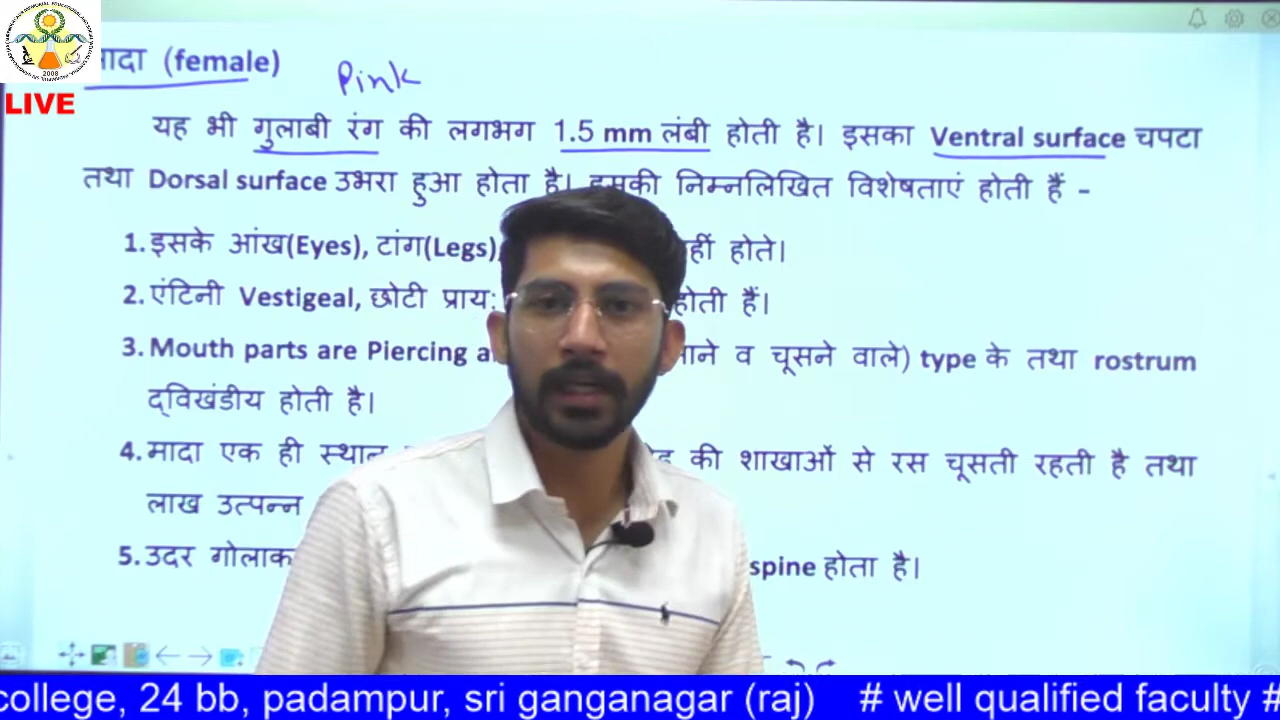 LIVE
(female)
Pink
यह भी गुलाबी रंग की लगभग 1.5 mm लंबी होती है। इसका Ventral surface चपटा
तथा Dorsal surface उभरा हुआ होता है। इसकी निम्नलिखित विशेषताएं होती हैं -
1. इसके आंख(Eyes), टांग(Legs), होते।
2. एंटिनी Vestigeal, छोटी प्राय: होती हैं।
3. Mouth parts are Piercing व चूसने वाले) type के तथा rostrum
द्विखंडीय होती है।
4. मादा एक ही की शाखाओं से रस चूसती रहती है तथा
लाख उत्पन्न
5. उदर spine होता है।
2008
college, 24 bb, padampur, sri ganganagar (raj) # well qualified faculty #